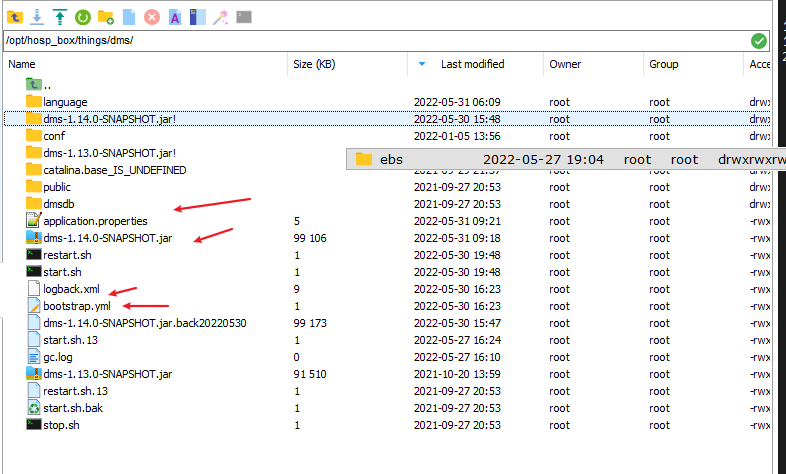 /opt/hosp_box/things/dms/
Name Size (KB) Last modified Owner Group Acce
..
language 2022-05-31 06:09 root root drwx
dms-1.14.0-SNAPSHOT.jar! 2022-05-30 15:48 root root drwx
conf 2022-01-05 13:56 root root drwx
dms-1.13.0-SNAPSHOT.jar!
ebs 2022-05-27 19:04 root root drwxrwxrw
catalina.base_IS_UNDEFINED root root drwx
public 2021-09-27 20:53 root root drwx
dmsdb 2021-09-27 20:53 root root drwx
application.properties 5 2022-05-31 09:21 root root -rwx
dms-1.14.0-SNAPSHOT.jar 99 106 2022-05-31 09:18 root root -rwx
restart.sh 1 2022-05-30 19:48 root root -rwx
start.sh 1 2022-05-30 19:48 root root -rwx
logback.xml 9 2022-05-30 16:23 root root -rwx
bootstrap.yml 1 2022-05-30 16:23 root root -rwx
dms-1.14.0-SNAPSHOT.jar.back20220530 99 173 2022-05-30 15:47 root root -rwx
start.sh.13 1 2022-05-27 16:24 root root -rwx
gc.log 0 2022-05-27 16:10 root root -rwx
dms-1.13.0-SNAPSHOT.jar 91 510 2021-10-20 13:59 root root -rwx
restart.sh.13 1 2021-09-27 20:53 root root -rwx
start.sh.bak 1 2021-09-27 20:53 root root -rwx
stop.sh 1 2021-09-27 20:53 root root -rwx